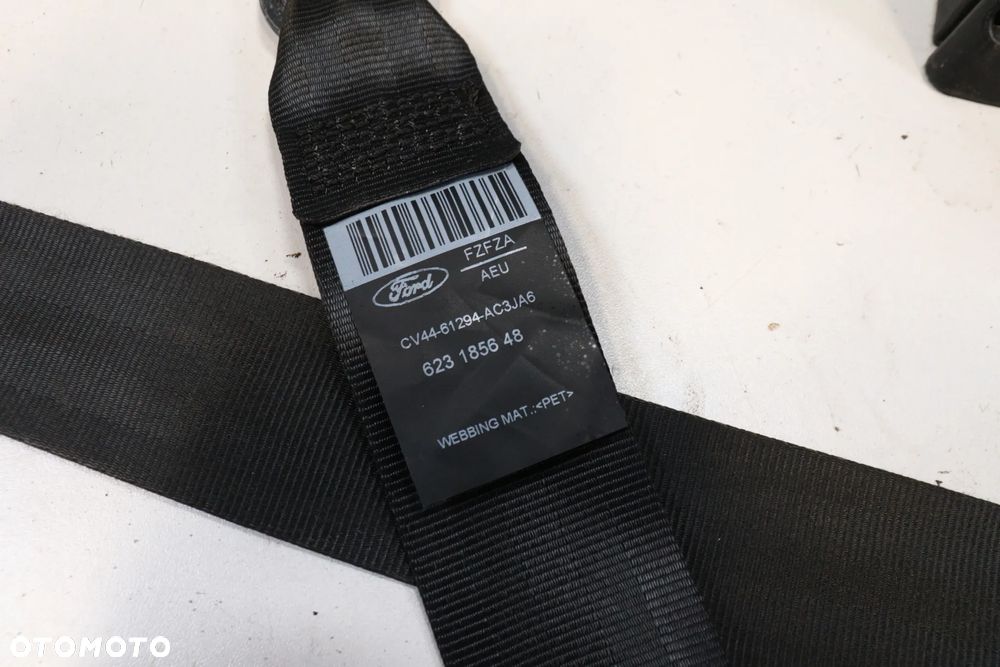 FZFZA
AEU
Ford
CV44-61294-AC3JA6
623 1856 48
WEBBING MAT.:<PET>
OTOMOTO